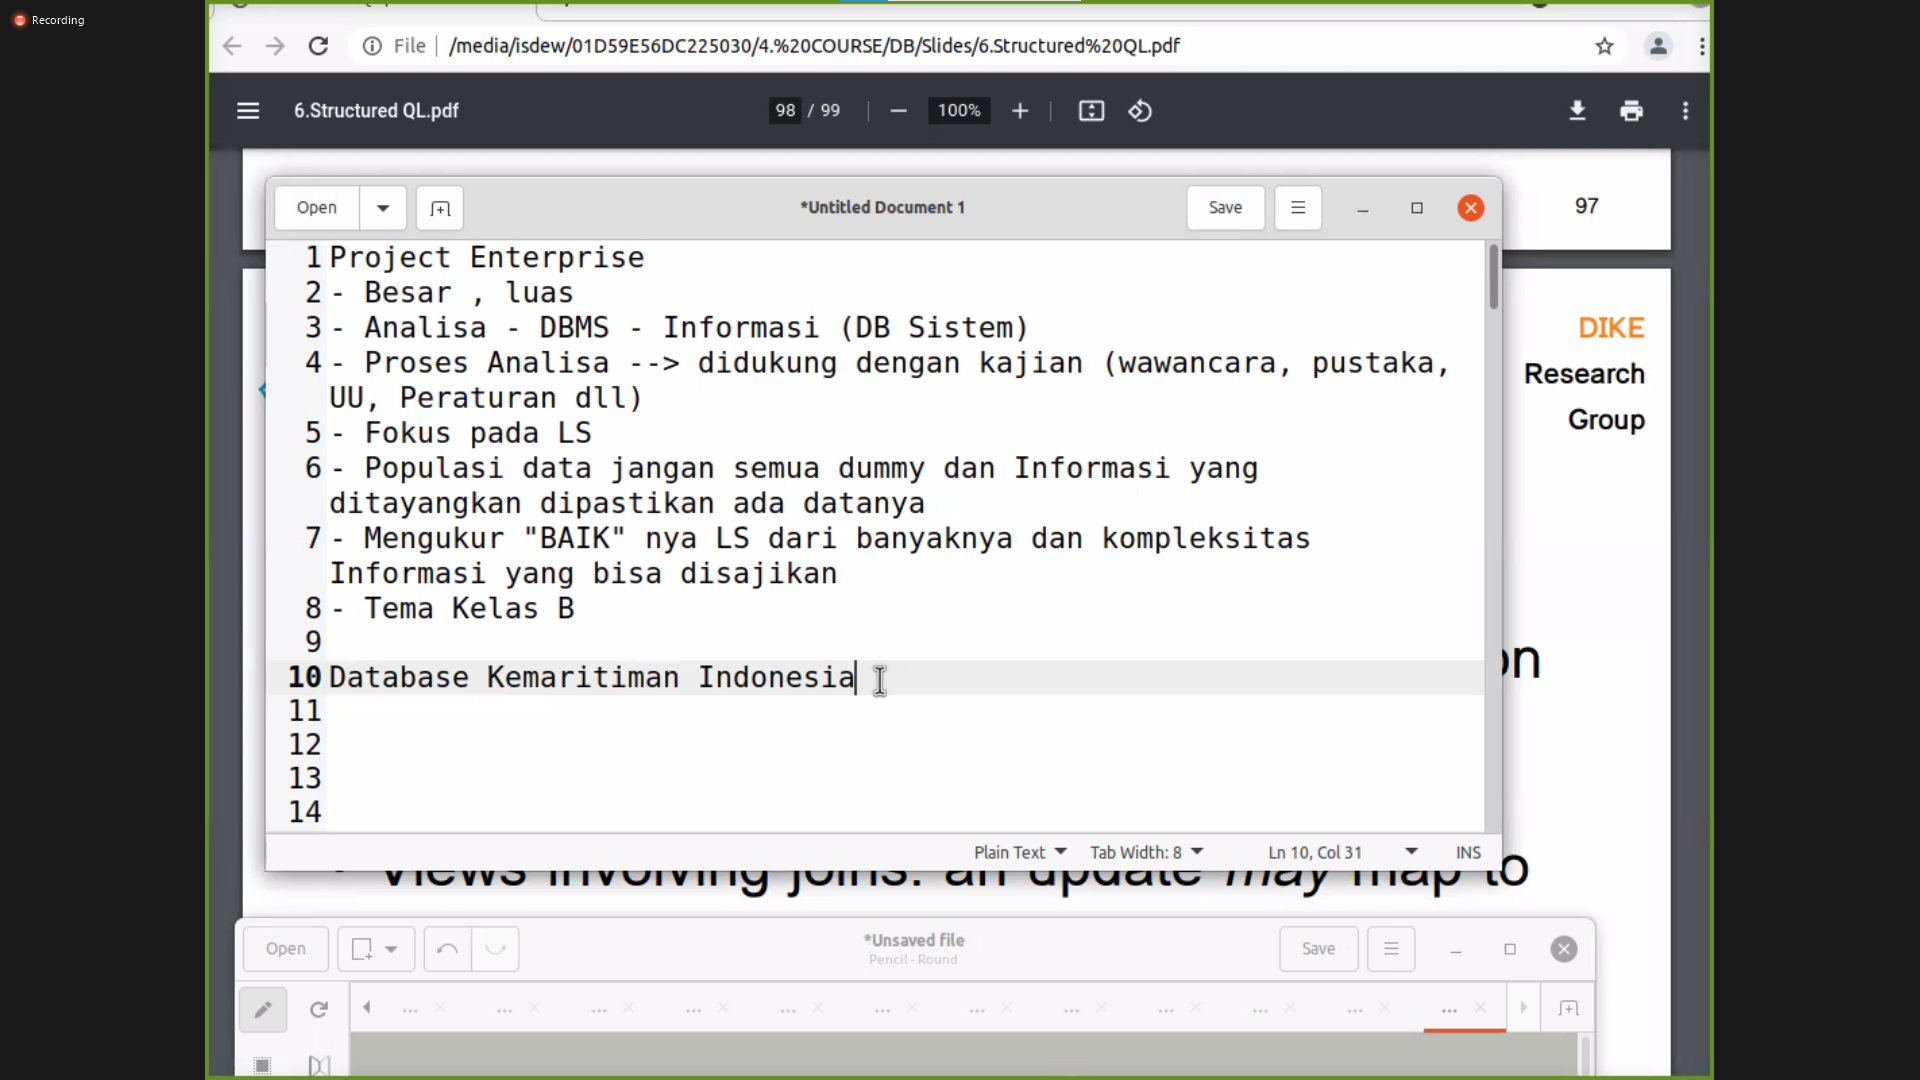 Recording
File
/media/isdew/01D59E56DC225030/4.%20COURSE/DB/Slides/6.Structured%20QL.pdf
6.Structured QL.pdf
98 / 99
100%
97
Open
*Untitled Document 1
Save
1 Project Enterprise
2 - Besar , luas
3 - Analisa - DBMS - Informasi (DB Sistem)
4 - Proses Analisa --> didukung dengan kajian (wawancara, pustaka,
UU, Peraturan dll)
5 - Fokus pada LS
6 - Populasi data jangan semua dummy dan Informasi yang
ditayangkan dipastikan ada datanya
7 - Mengukur "BAIK" nya LS dari banyaknya dan kompleksitas
Informasi yang bisa disajikan
8 - Tema Kelas B
9
10 Database Kemaritiman Indonesia
11
12
13
14
Plain Text
Tab Width: 8
Ln 10, Col 31
INS
DIKE
Research
Group
on
Views involving joins: an update may map to
Open
*Unsaved file
Pencil - Round
Save